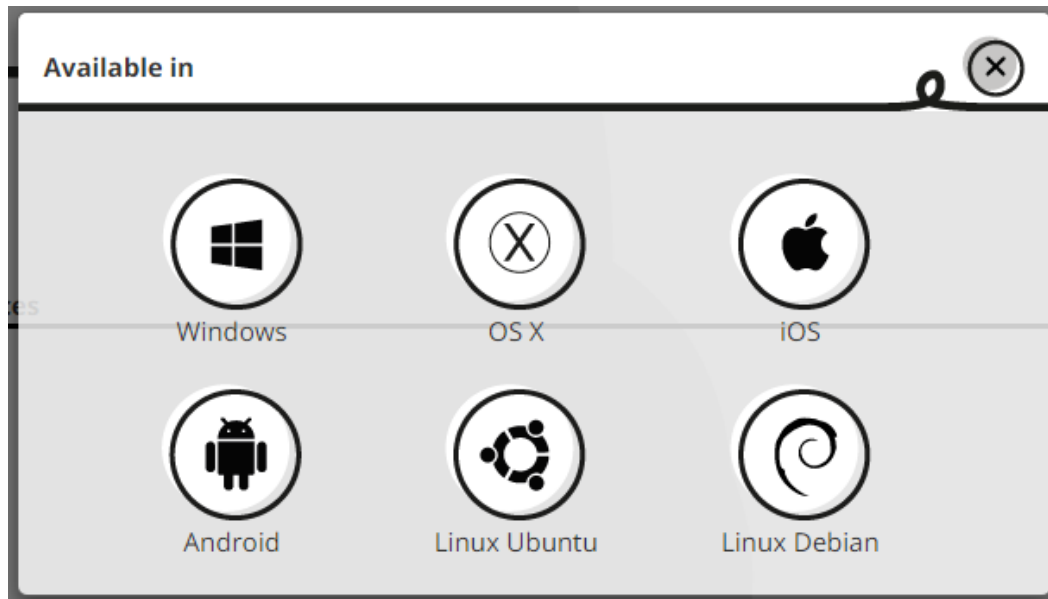 Available in
Windows
OS X
iOS
Android
Linux Ubuntu
Linux Debian